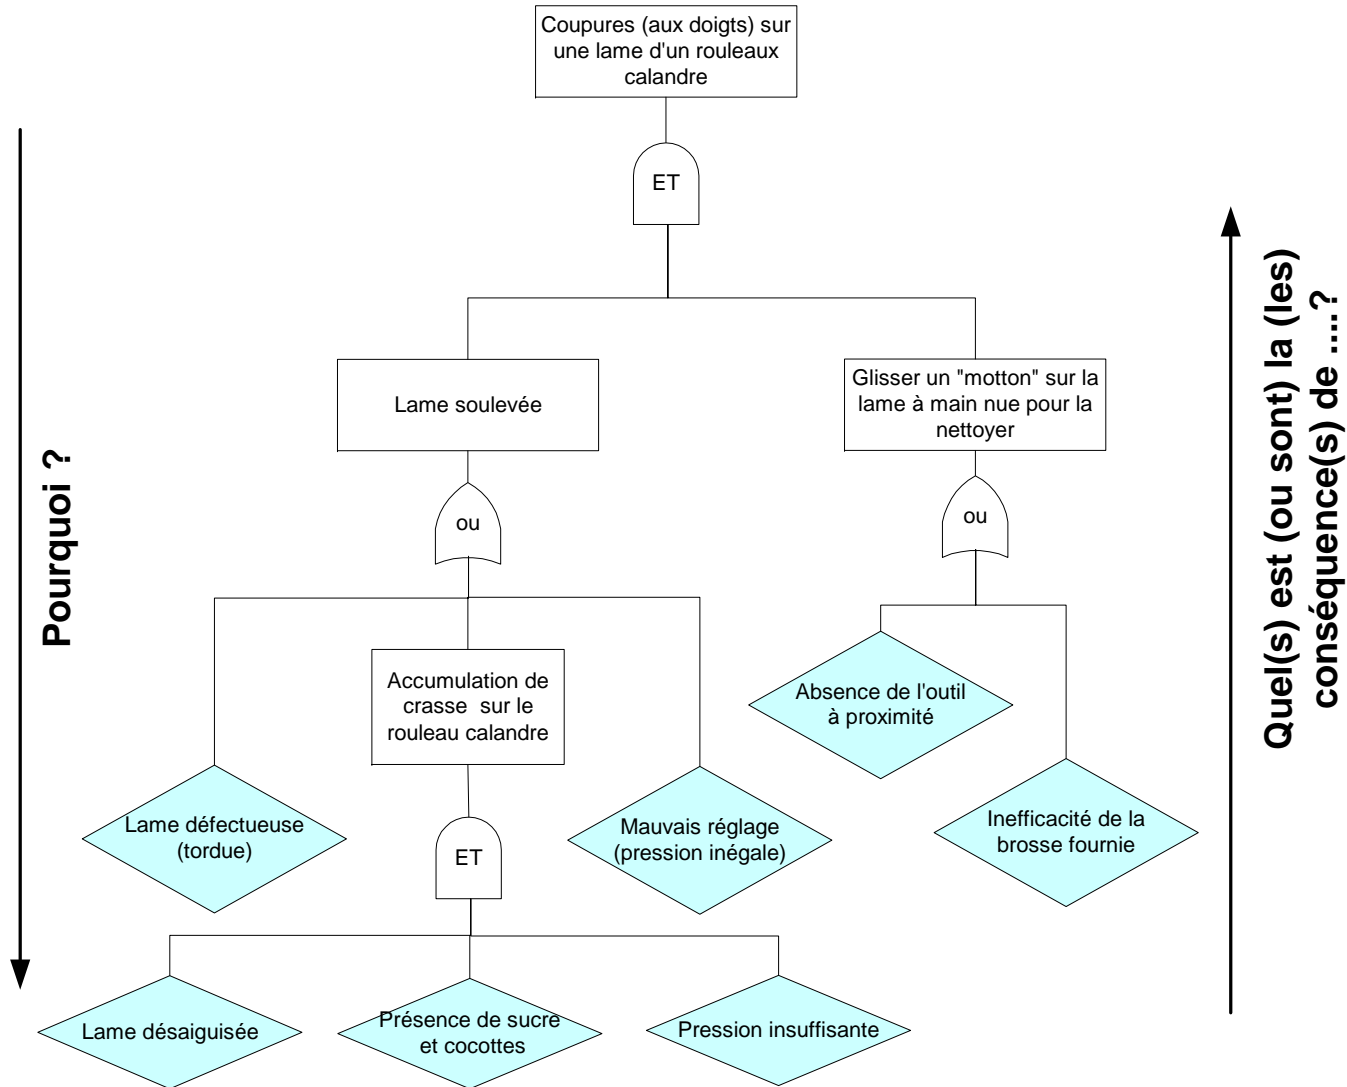 Coupures (aux doigts) sur
une lame d'un rouleaux
calandre
ET
Lame soulevée
Glisser un "motton" sur la
lame à main nue pour la
nettoyer
ou
ou
Pourquoi ?
Quel(s) est (ou sont) la (les)
conséquence(s) de ....?
Accumulation de
crasse sur le
rouleau calandre
Absence de l'outil
à proximité
Lame défectueuse
(tordue)
Mauvais réglage
(pression inégale)
Inefficacité de la
brosse fournie
ET
Lame désaiguisée
Présence de sucre
et cocottes
Pression insuffisante